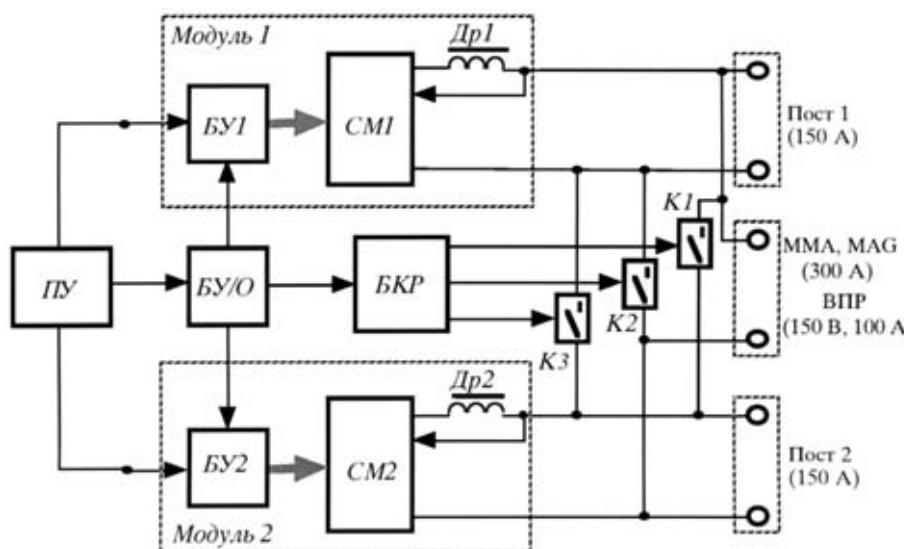 Модуль 1
Др1
БУ1
СМ1
Пост 1
(150 А)
К1
ПУ
БУ/О
БКР
К2
К3
ММА, MAG
(300 А)
ВПР
(150 В, 100 А
Др2
БУ2
СМ2
Пост 2
(150 А)
Модуль 2